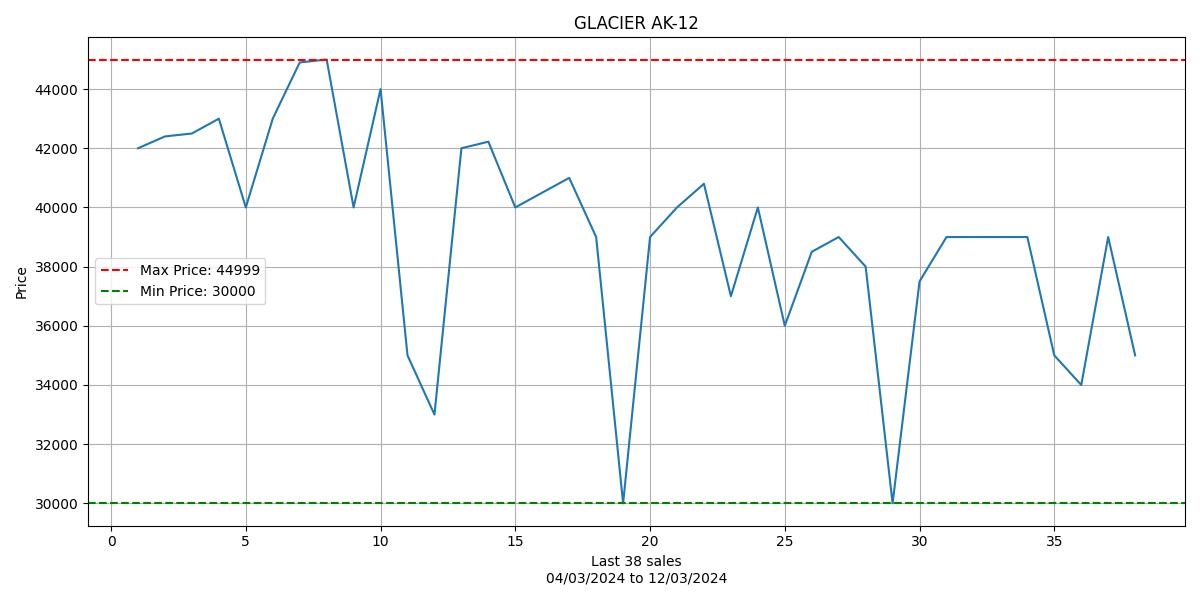 GLACIER AK-12
Price
44000
42000
40000
38000
36000
34000
32000
30000
Max Price: 44999
Min Price: 30000
0 5 10 15 20 25 30 35
Last 38 sales
04/03/2024 to 12/03/2024